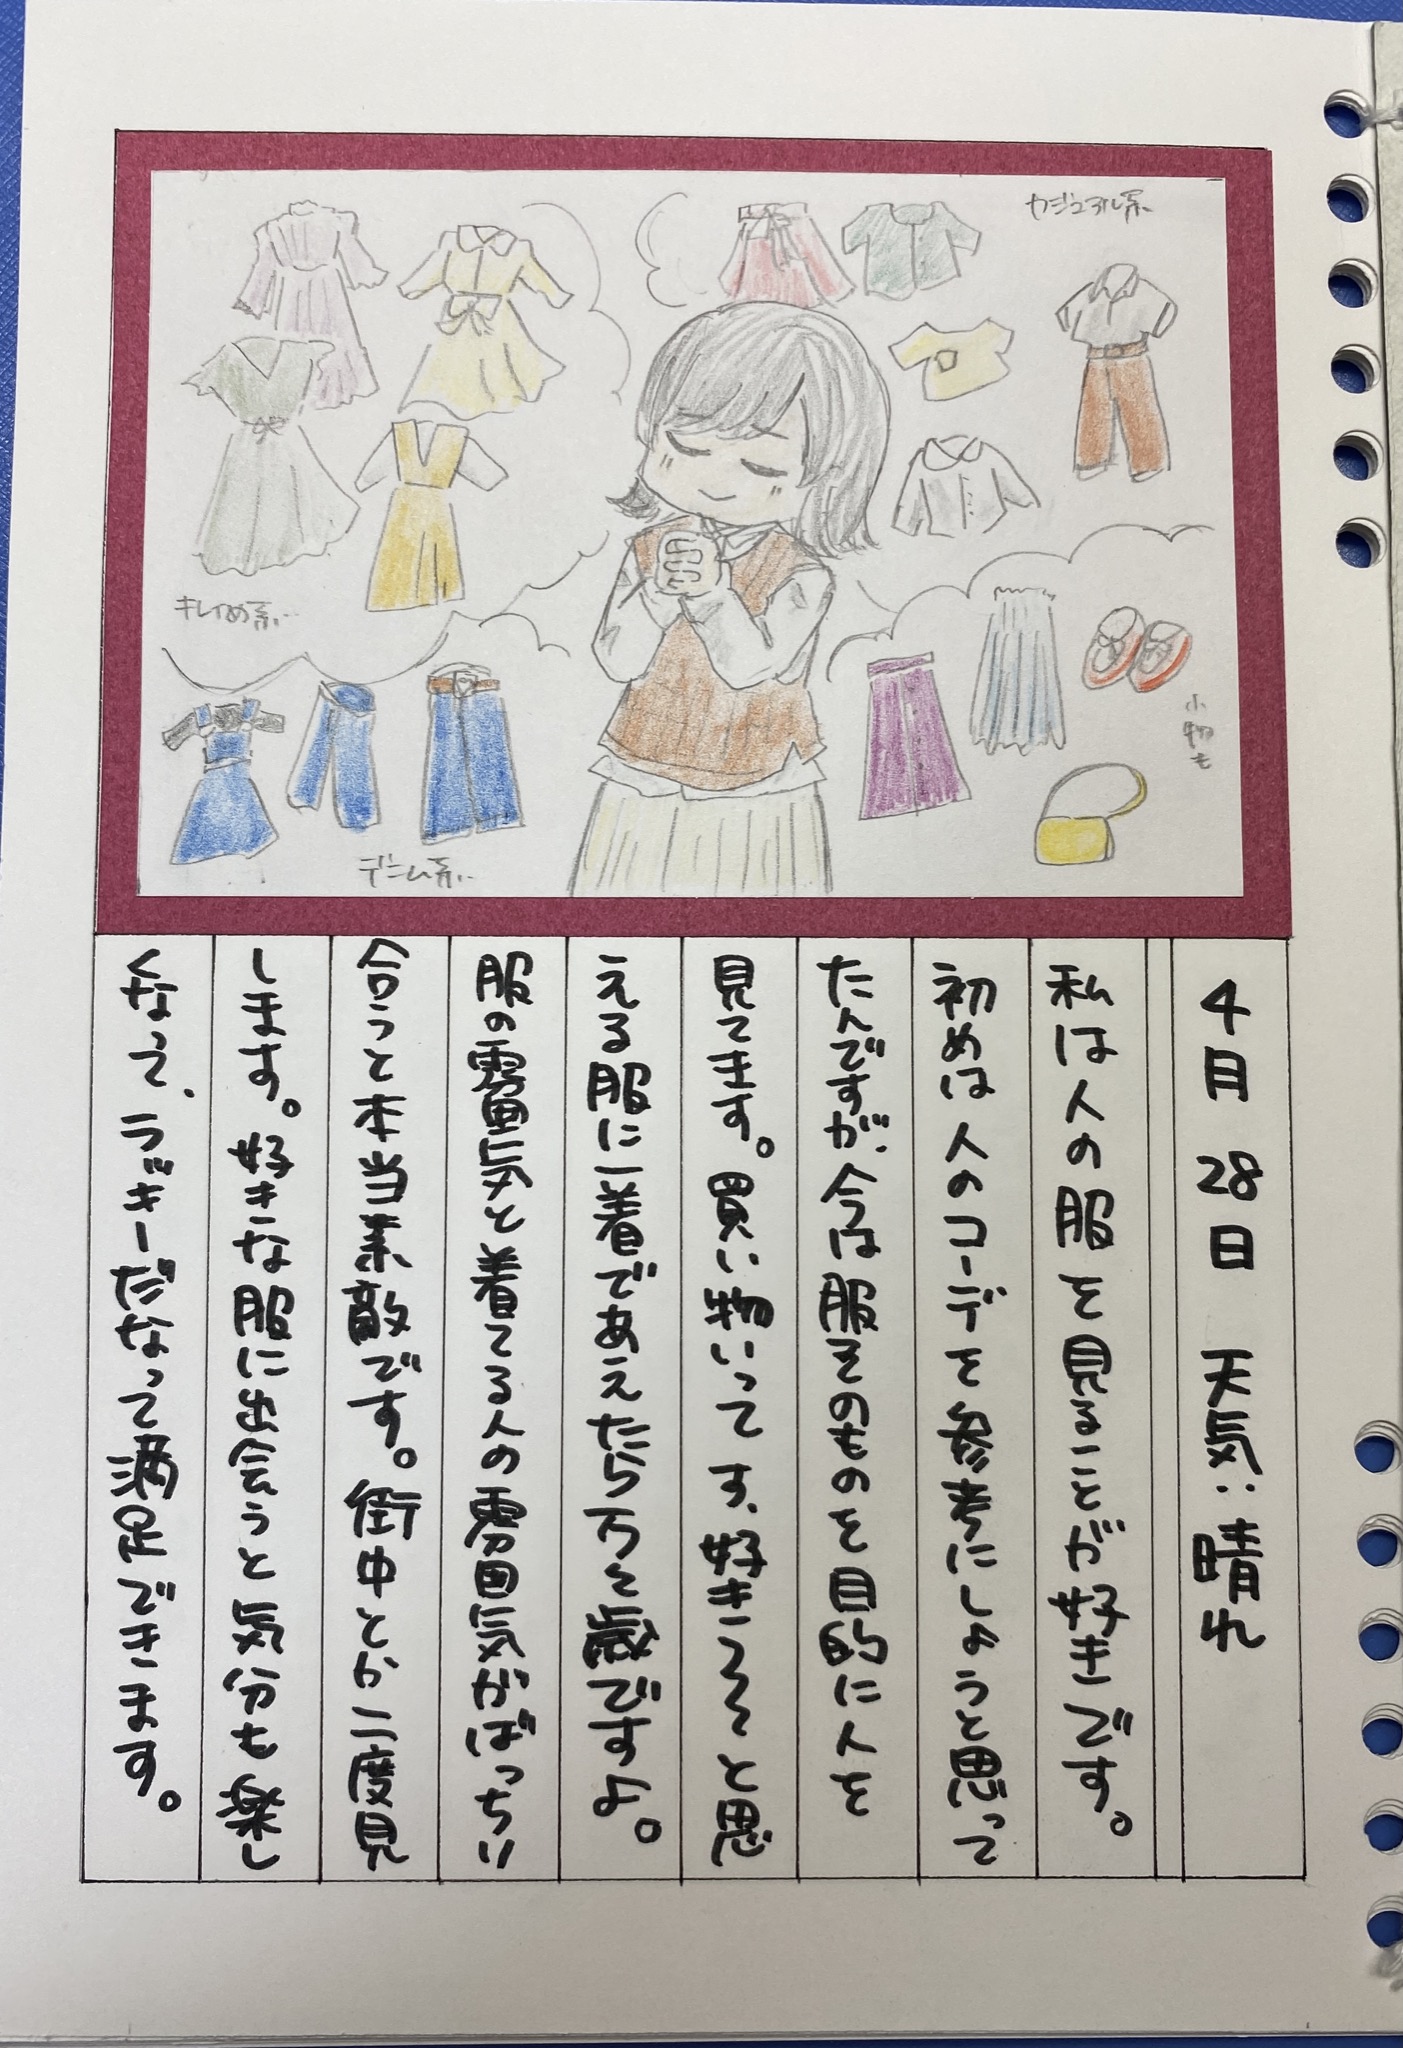 カジュアル系
キレイめ系
デニム系
小物も
4月28日 天気:晴れ
私は人の服を見ることが好きです。
初めは人のコーデを参考にしようと思って
たんですが、今は服そのものを目的に人を
見てきます。買い物いってす、好きつくくと思
える服に一着であえたら万々歳ですよ。
服の雰囲気と着てる人の雰囲気がばっちり
合うと本当素敵です。街中とか二度見
します。好きな服に出会うと気分も楽し
くなって、ラッキーだなって満足できます。